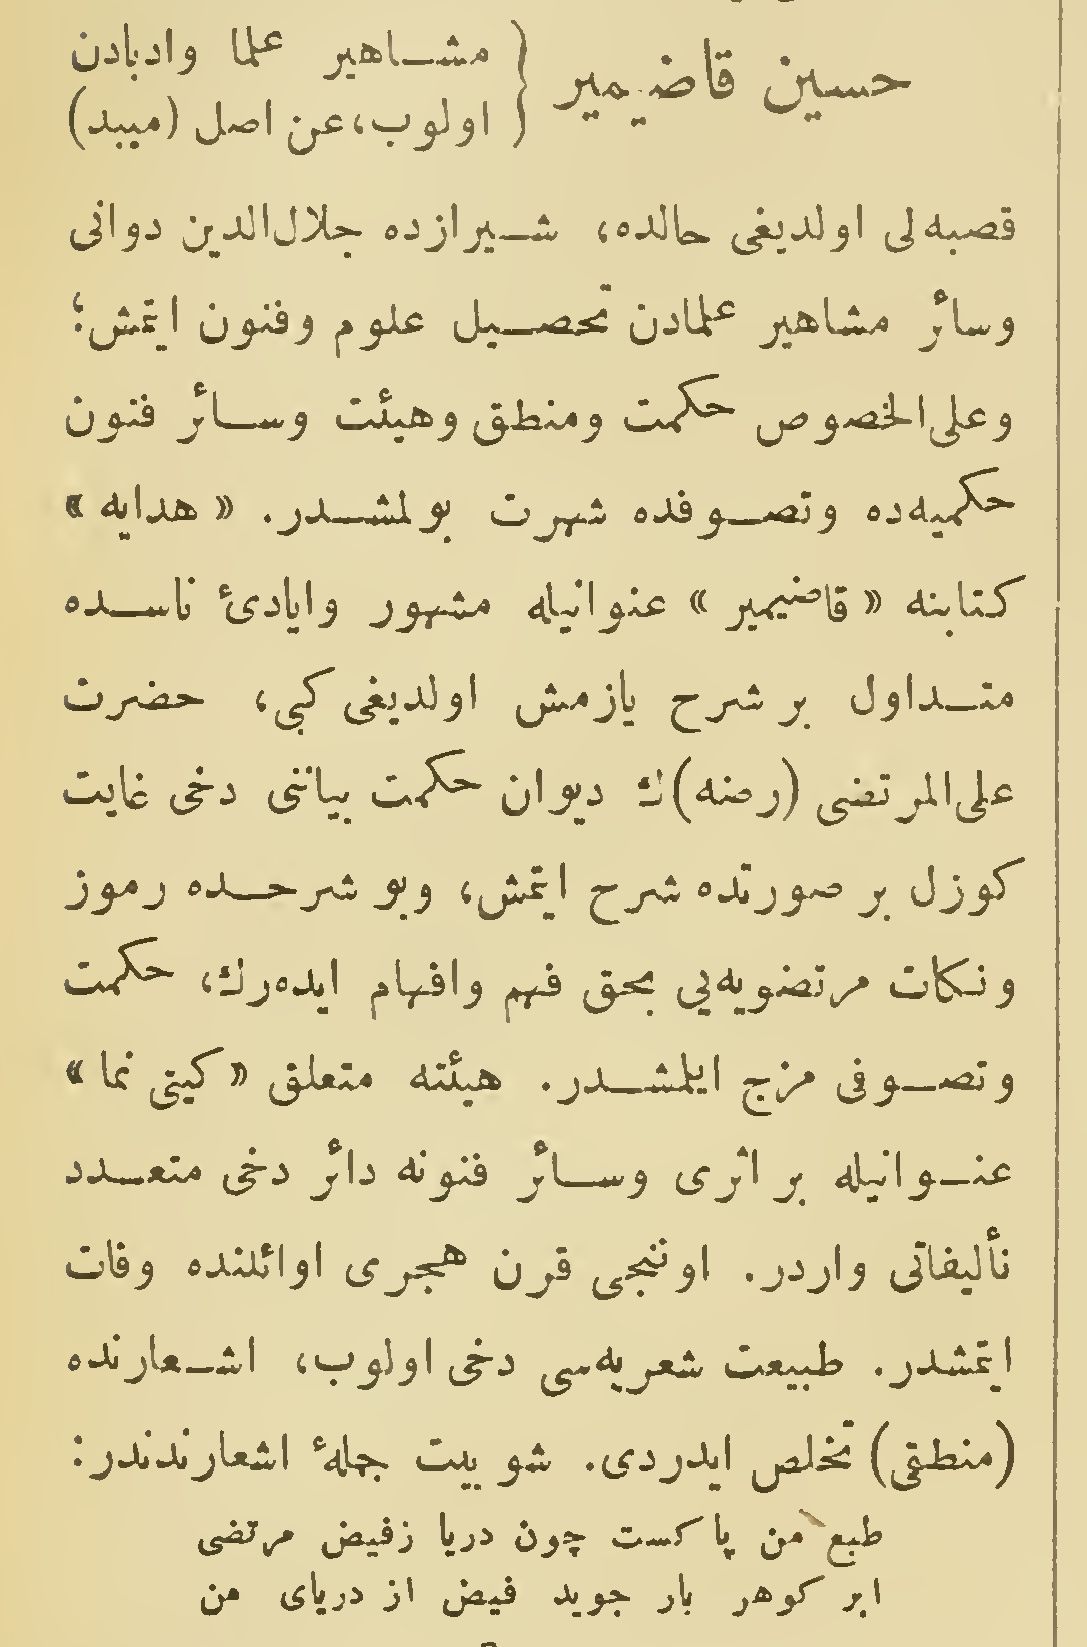 حسین قاضیمیر { مشاهیر علما وادبادن
اولوب، عن اصل (میبد)
قصبه‌لی اولدیغی حالده، شیرازده جلال‌الدین دوانی
وسائر مشاهیر علمادن تحصیل علوم وفنون ایتمش؛
وعلی‌الخصوص حکمت ومنطق وهیئت وسائر فنون
حکمیه‌ده وتصوفده شهرت بولمشدر. «هدایه»
کتابنه «قاضیمیر» عنوانیله مشهور وایادئ ناسده
متداول بر شرح یازمش اولدیغی کبی، حضرت
علی‌المرتضی (رضه)ك دیوان حکمت بیاننی دخی غایت
کوزل بر صورتده شرح ایتمش، وبو شرحده رموز
ونکات مرتضویه‌یی بحق فهم وافهام ایده‌رك، حکمت
وتصوفی مزج ایلمشدر. هیئته متعلق «کیتی نما»
عنوانیله بر اثری وسائر فنونه دائر دخی متعدد
تألیفاتی واردر. اوننجی قرن هجری اوائلنده وفات
ایتمشدر. طبیعت شعریه‌سی دخی اولوب، اشعارنده
(منطقی) تخلص ایدردی. شو بیت جملهٔ اشعارندندر:
طبع من پاکست چون دریا زفیض مرتضی
ابر کوهر بار جوید فیض از دریای من